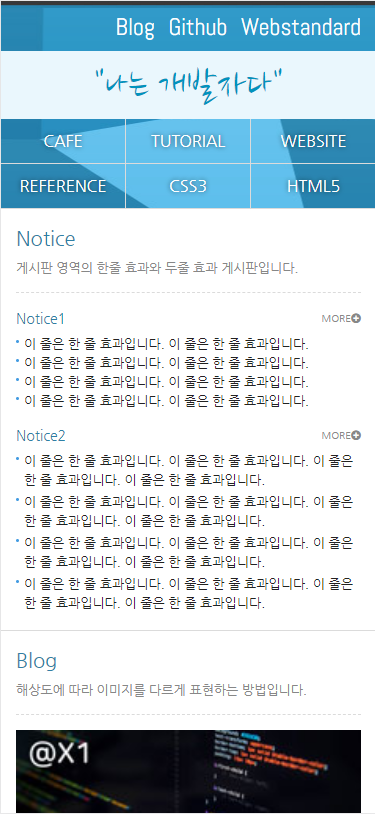 Blog Github Webstandard
"나는 개발자다"
CAFE TUTORIAL WEBSITE
REFERENCE CSS3 HTML5
Notice
게시판 영역의 한줄 효과와 두줄 효과 게시판입니다.
Notice1 MORE
이 줄은 한 줄 효과입니다. 이 줄은 한 줄 효과입니다.
이 줄은 한 줄 효과입니다. 이 줄은 한 줄 효과입니다.
이 줄은 한 줄 효과입니다. 이 줄은 한 줄 효과입니다.
이 줄은 한 줄 효과입니다. 이 줄은 한 줄 효과입니다.
Notice2 MORE
이 줄은 한 줄 효과입니다. 이 줄은 한 줄 효과입니다. 이 줄은
한 줄 효과입니다. 이 줄은 한 줄 효과입니다.
이 줄은 한 줄 효과입니다. 이 줄은 한 줄 효과입니다. 이 줄은
한 줄 효과입니다. 이 줄은 한 줄 효과입니다.
이 줄은 한 줄 효과입니다. 이 줄은 한 줄 효과입니다. 이 줄은
한 줄 효과입니다. 이 줄은 한 줄 효과입니다.
이 줄은 한 줄 효과입니다. 이 줄은 한 줄 효과입니다. 이 줄은
한 줄 효과입니다. 이 줄은 한 줄 효과입니다.
Blog
해상도에 따라 이미지를 다르게 표현하는 방법입니다.
@X1